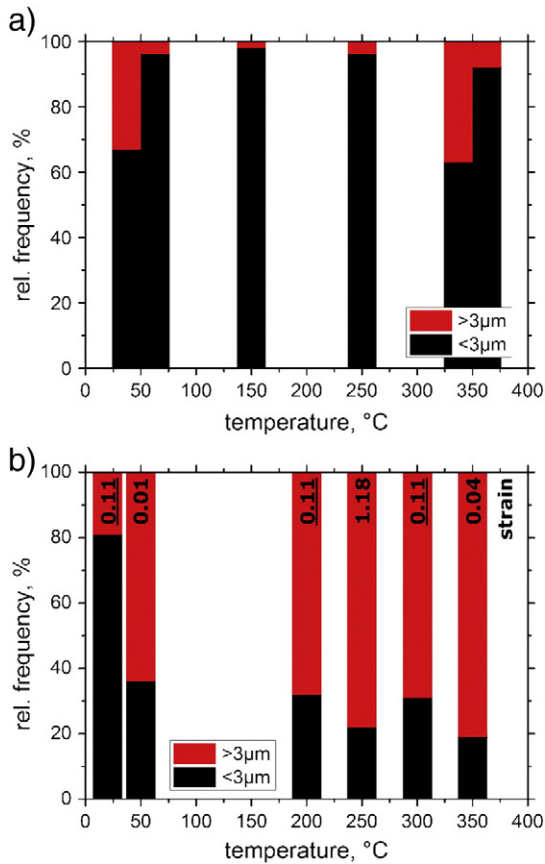 a)
rel. frequency, %
100
80
60
40
20
0
>3µm
<3µm
0 50 100 150 200 250 300 350 400
temperature, °C
b)
rel. frequency, %
100
80
60
40
20
0
0.11 0.01 0.11 1.18 0.11 0.04 strain
>3µm
<3µm
0 50 100 150 200 250 300 350 400
temperature, °C